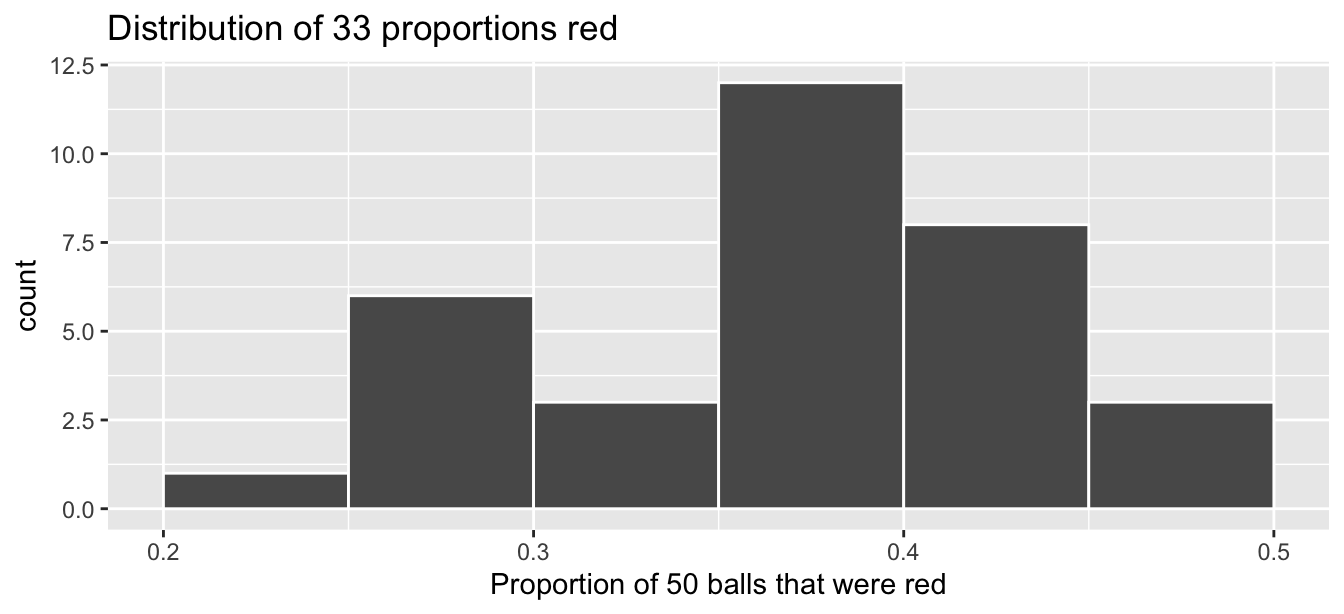 Distribution of 33 proportions red
12.5
10.0
7.5
5.0
2.5
0.0
count
0.2 0.3 0.4 0.5
Proportion of 50 balls that were red